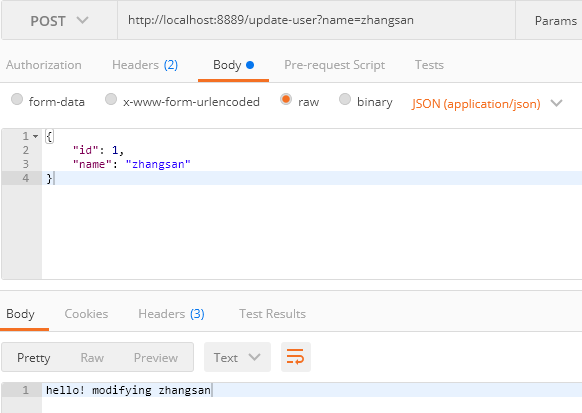 POST http://localhost:8889/update-user?name=zhangsan Params
Authorization Headers (2) Body Pre-request Script Tests
form-data x-www-form-urlencoded raw binary JSON (application/json)
1 {
2 "id": 1,
3 "name": "zhangsan"
4 }
Body Cookies Headers (3) Test Results
Pretty Raw Preview Text
1 hello! modifying zhangsan